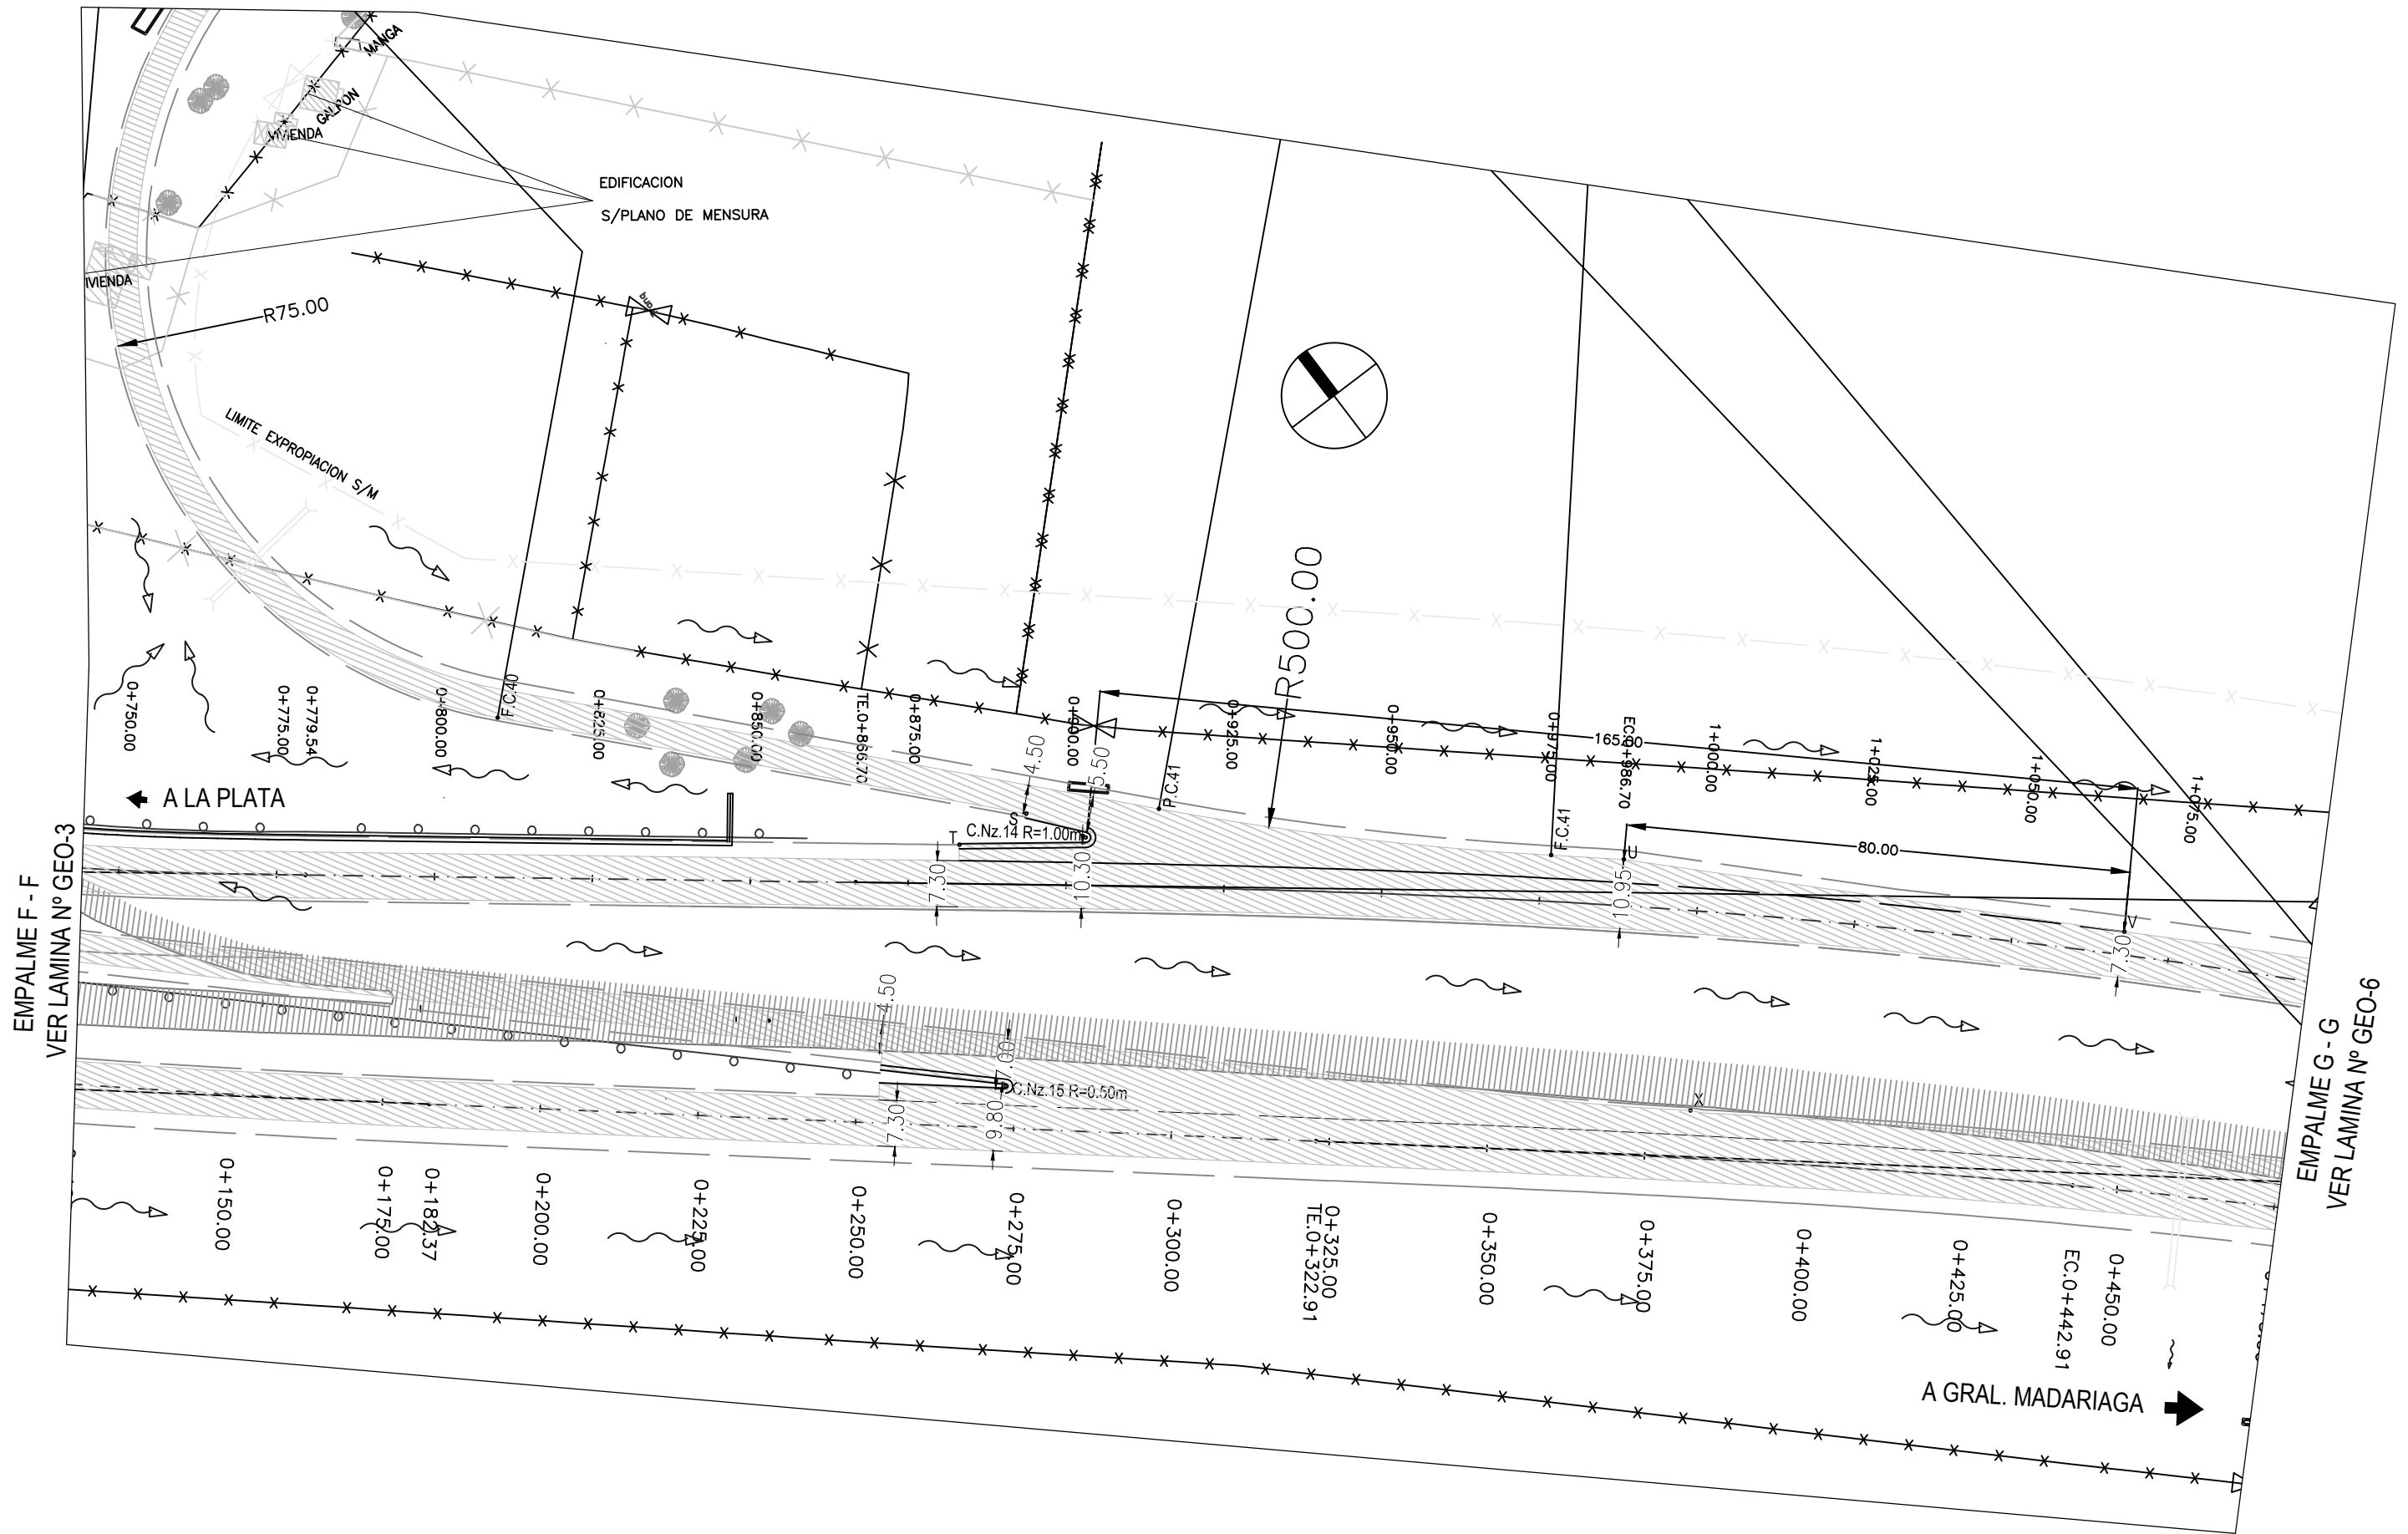 MANGA
GALPON
VIVIENDA
EDIFICACION
S/PLANO DE MENSURA
IVIENDA
R75.00
LIMITE EXPROPIACION S/M
R500.00
F.C.40
P.C.41
F.C.41
0+750.00
0+775.00
0+779.54
0+800.00
0+825.00
0+850.00
TE.0+866.70
0+875.00
0+900.00
0+925.00
0+950.00
0+975.00
EC.0+986.70
1+000.00
1+025.00
1+050.00
1+075.00
165.00
80.00
4.50
5.50
S
T
C.Nz.14 R=1.00m
U
V
A LA PLATA
7.30
10.30
10.95
7.30
EMPALME F - F
VER LAMINA Nº GEO-3
4.50
7.00
C.Nz.15 R=0.50m
7.30
9.80
X
EMPALME G - G
VER LAMINA Nº GEO-6
0+150.00
0+175.00
0+182.37
0+200.00
0+225.00
0+250.00
0+275.00
0+300.00
0+325.00
TE.0+322.91
0+350.00
0+375.00
0+400.00
0+425.00
EC.0+442.91
0+450.00
A GRAL. MADARIAGA